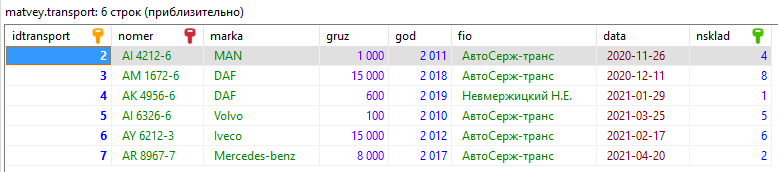 matvey.transport: 6 строк (приблизительно)
idtransport nomer marka gruz god fio data nsklad
2 AI 4212-6 MAN 1 000 2 011 АвтоСерж-транс 2020-11-26 4
3 AM 1672-6 DAF 15 000 2 018 АвтоСерж-транс 2020-12-11 8
4 AK 4956-6 DAF 600 2 019 Невмержицкий Н.Е. 2021-01-29 1
5 AI 6326-6 Volvo 100 2 010 АвтоСерж-транс 2021-03-25 5
6 AY 6212-3 Iveco 15 000 2 012 АвтоСерж-транс 2021-02-17 6
7 AR 8967-7 Mercedes-benz 8 000 2 017 АвтоСерж-транс 2021-04-20 2